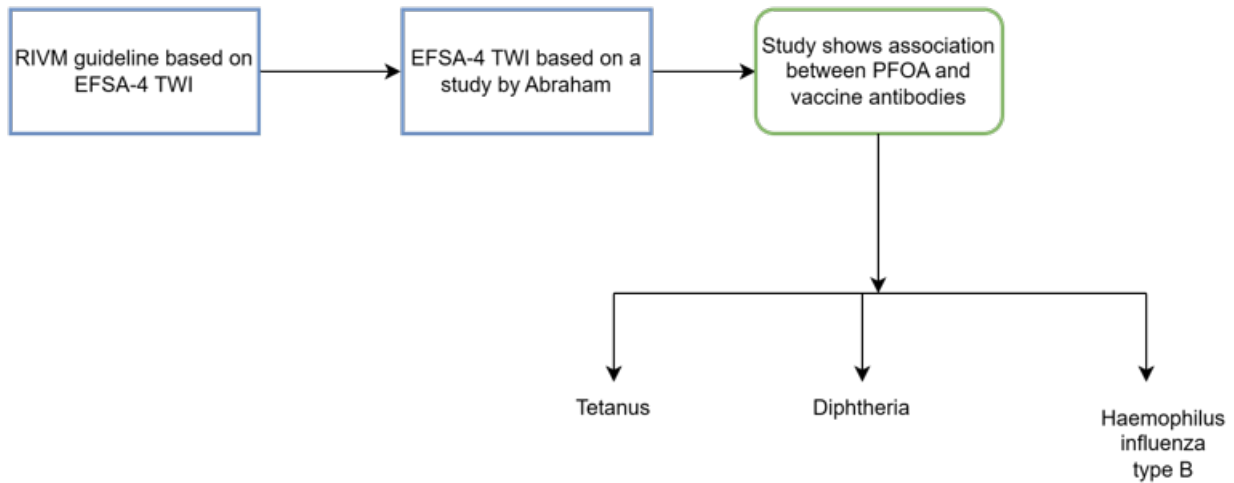 RIVM guideline based on
EFSA-4 TWI
EFSA-4 TWI based on a
study by Abraham
Study shows association
between PFOA and
vaccine antibodies
Tetanus
Diphtheria
Haemophilus
influenza
type B